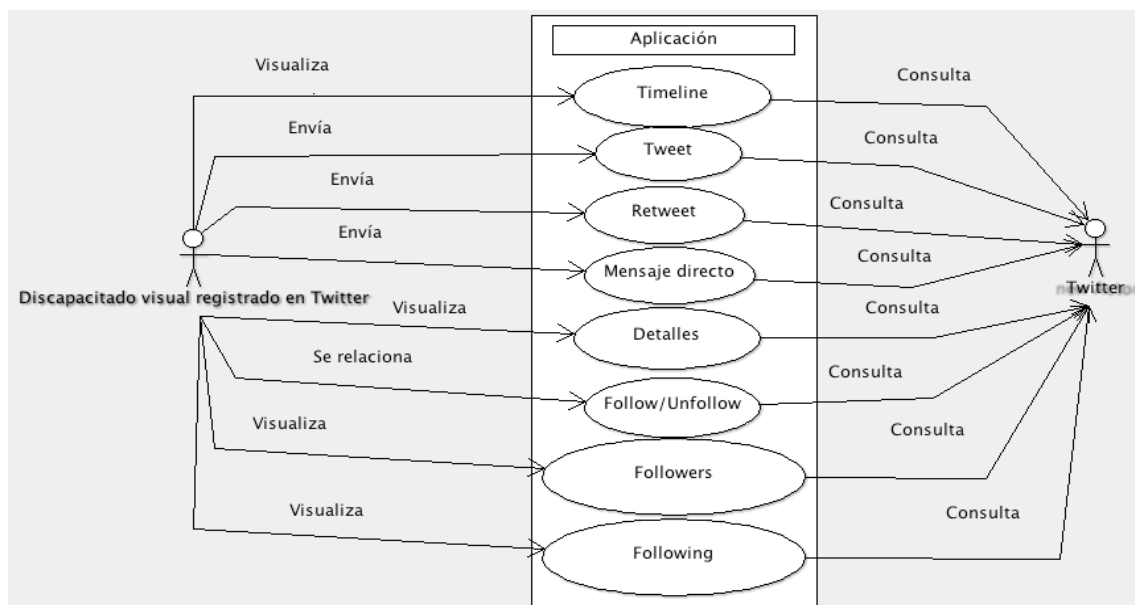 Aplicación
Visualiza
Timeline
Consulta
Envía
Tweet
Consulta
Envía
Retweet
Consulta
Envía
Mensaje directo
Consulta
Discapacitado visual registrado en Twitter
Twitter
Visualiza
Detalles
Consulta
Se relaciona
Follow/Unfollow
Consulta
Visualiza
Followers
Consulta
Visualiza
Following
Consulta